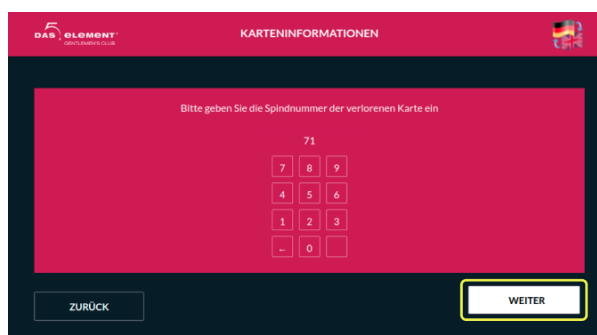 DAS 5. ELEMENT
GENTLEMEN'S CLUB
KARTENINFORMATIONEN
Bitte geben Sie die Spindnummer der verlorenen Karte ein
71
7 8 9
4 5 6
1 2 3
← 0
ZURÜCK
WEITER